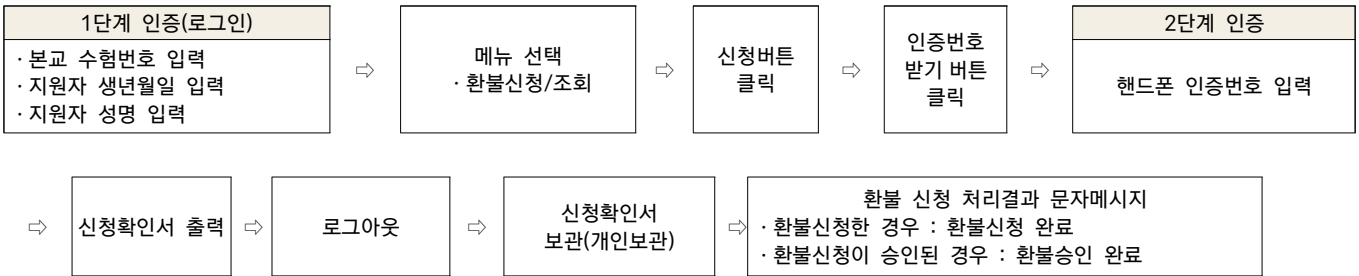 1단계 인증(로그인)
· 본교 수험번호 입력
· 지원자 생년월일 입력
· 지원자 성명 입력
⇨
메뉴 선택
· 환불신청/조회
⇨
신청버튼
클릭
⇨
인증번호
받기 버튼
클릭
⇨
2단계 인증
핸드폰 인증번호 입력
⇨
신청확인서 출력
⇨
로그아웃
⇨
신청확인서
보관(개인보관)
⇨
환불 신청 처리결과 문자메시지
· 환불신청한 경우 : 환불신청 완료
· 환불신청이 승인된 경우 : 환불승인 완료